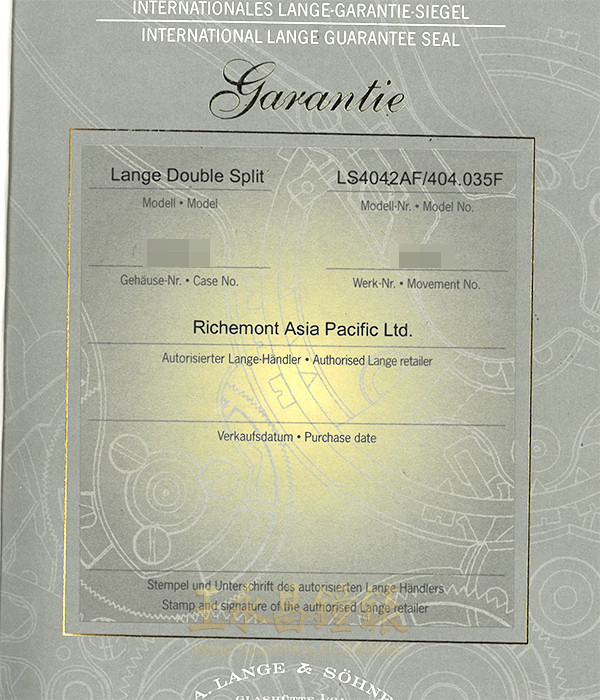 INTERNATIONALES LANGE-GARANTIE-SIEGEL
INTERNATIONAL LANGE GUARANTEE SEAL
Garantie
Lange Double Split
LS4042AF/404.035F
Modell • Model
Modell-Nr. • Model No.
Gehäuse-Nr. • Case No.
Werk-Nr. • Movement No.
Richemont Asia Pacific Ltd.
Autorisierter Lange-Händler • Authorised Lange retailer
Verkaufsdatum • Purchase date
Stempel und Unterschrift des autorisierten Lange Händlers
Stamp and signature of the authorised Lange retailer
A. LANGE & SÖHNE
GLASHÜTTE I/SA